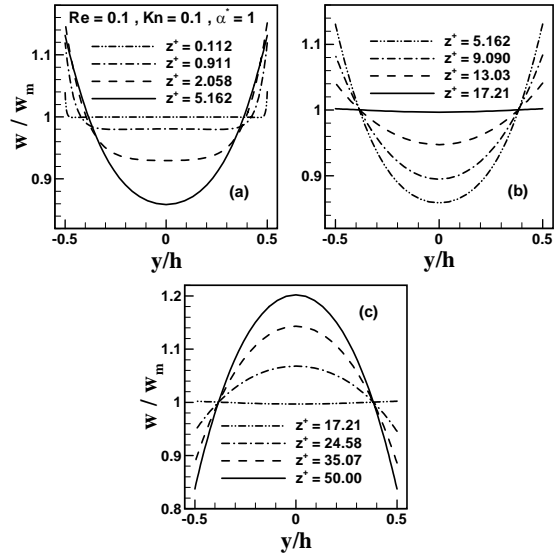 Re = 0.1 , Kn = 0.1 , α* = 1
z+ = 0.112
z+ = 0.911
z+ = 2.058
z+ = 5.162
(a)
w / wm
1.1
1
0.9
-0.5
0
0.5
y/h
z+ = 5.162
z+ = 9.090
z+ = 13.03
z+ = 17.21
(b)
1.1
1
0.9
-0.5
0
0.5
y/h
(c)
z+ = 17.21
z+ = 24.58
z+ = 35.07
z+ = 50.00
w / wm
1.2
1.1
1
0.9
0.8
-0.5
0
0.5
y/h